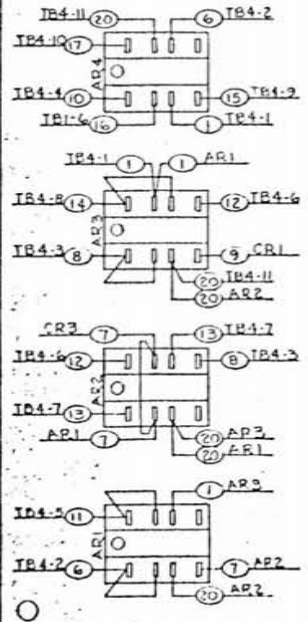 TB4-11 20 6 TB4-2
TB4-10 17
AR4
TB4-4 10 15 TB4-9
TB1-6 16 1 TB4-1
TB4-1 1 1 AR1
TB4-8 14 12 TB4-6
AR3
TB4-3 8 9 CR1
20 TB4-11
20 AR2
CR3 7 13 TB4-7
TB4-6 12 8 TB4-3
AR2
TB4-7 13
AR1 7 20 AR3
20 AR1
1 AR3
TB4-5 11
AR1
TB4-2 6 7 AR2
20 AR2